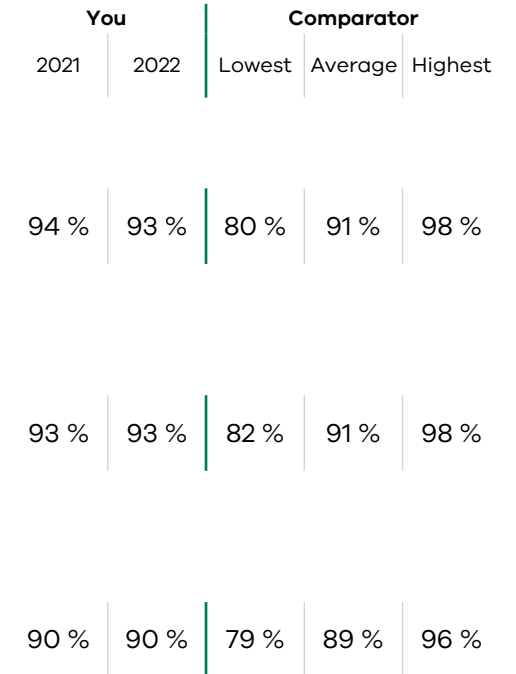 You Comparator
2021 2022 Lowest Average Highest
94 % 93 % 80 % 91 % 98 %
93 % 93 % 82 % 91 % 98 %
90 % 90 % 79 % 89 % 96 %